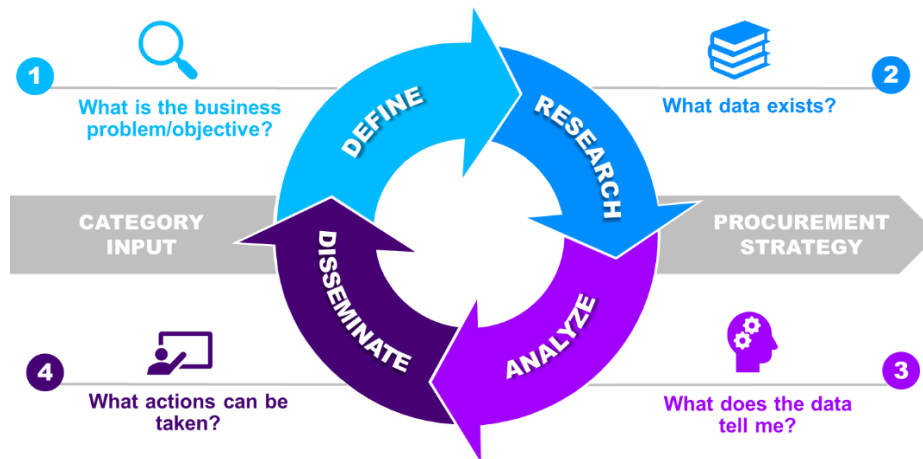 1
What is the business
problem/objective?
DEFINE
RESEARCH
2
What data exists?
CATEGORY
INPUT
PROCUREMENT
STRATEGY
DISSEMINATE
ANALYZE
4
What actions can be
taken?
3
What does the data
tell me?